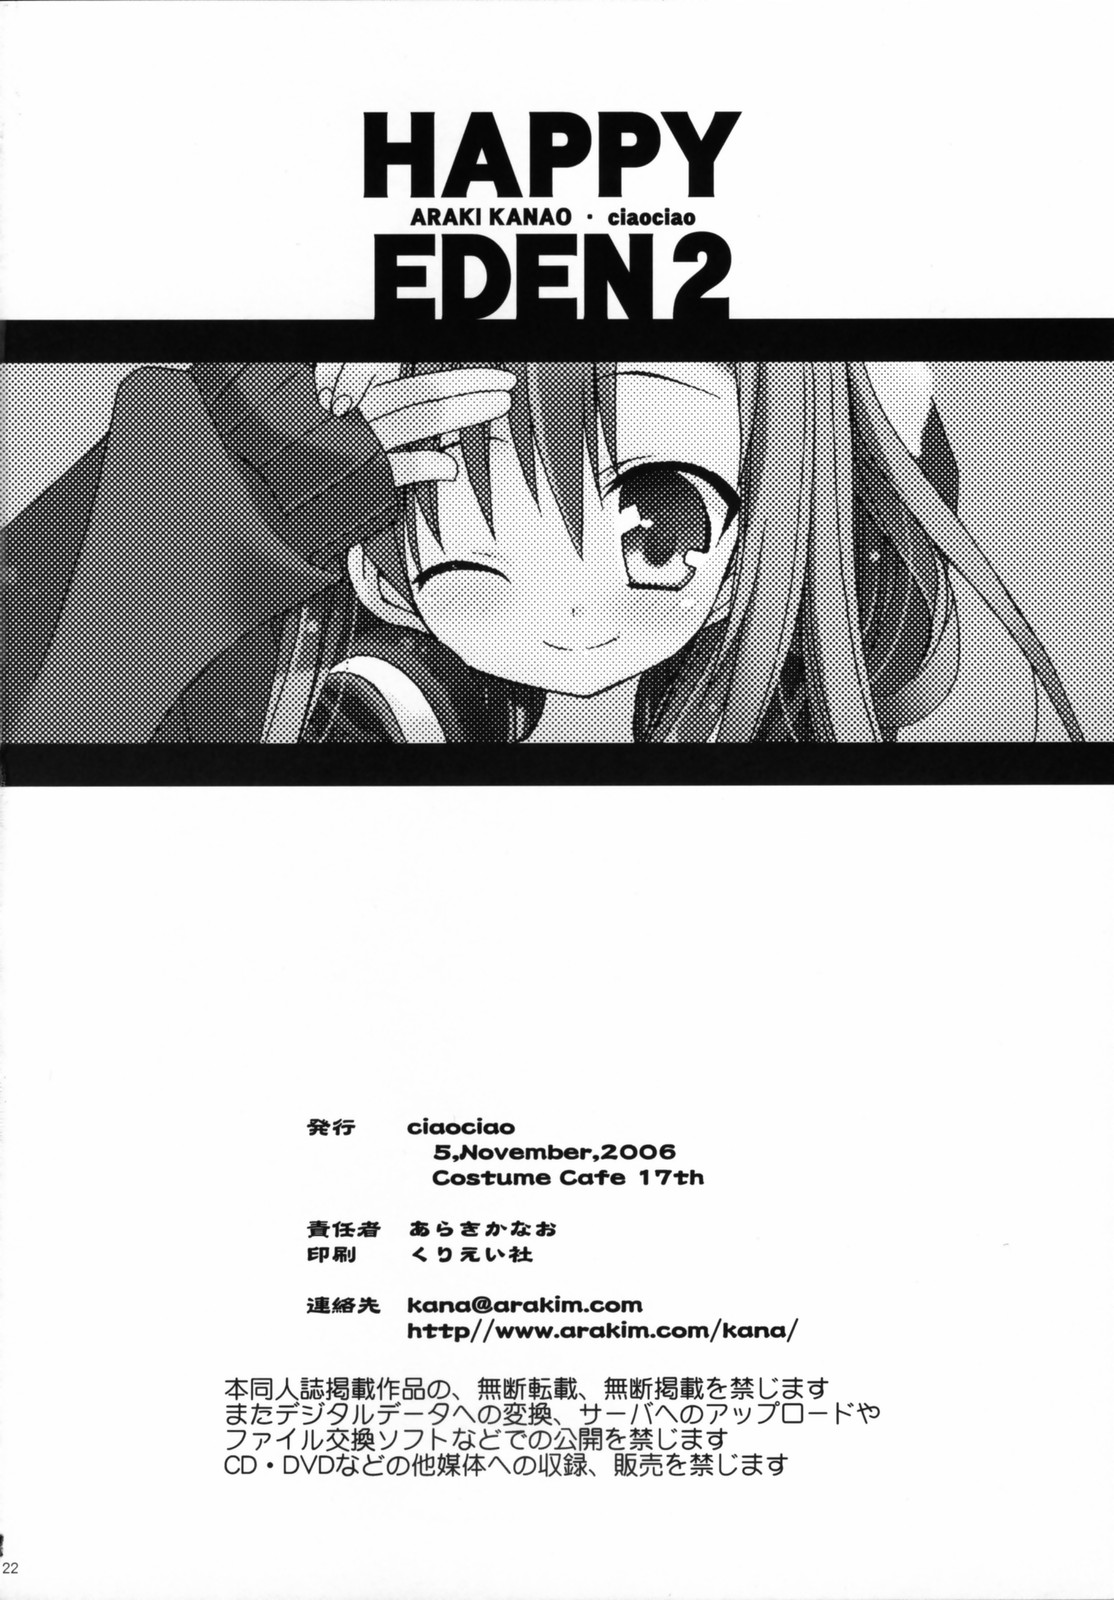 HAPPY
ARAKI KANAO ・ ciaociao
EDEN 2
発行 ciaociao
5,November,2006
Costume Cafe 17th
責任者 あらきかなお
印刷 くりえい社
連絡先 kana@arakim.com
http//www.arakim.com/kana/
本同人誌掲載作品の、無断転載、無断掲載を禁じます
またデジタルデータへの変換、サーバへのアップロードや
ファイル交換ソフトなどでの公開を禁じます
CD・DVDなどの他媒体への収録、販売を禁じます
22